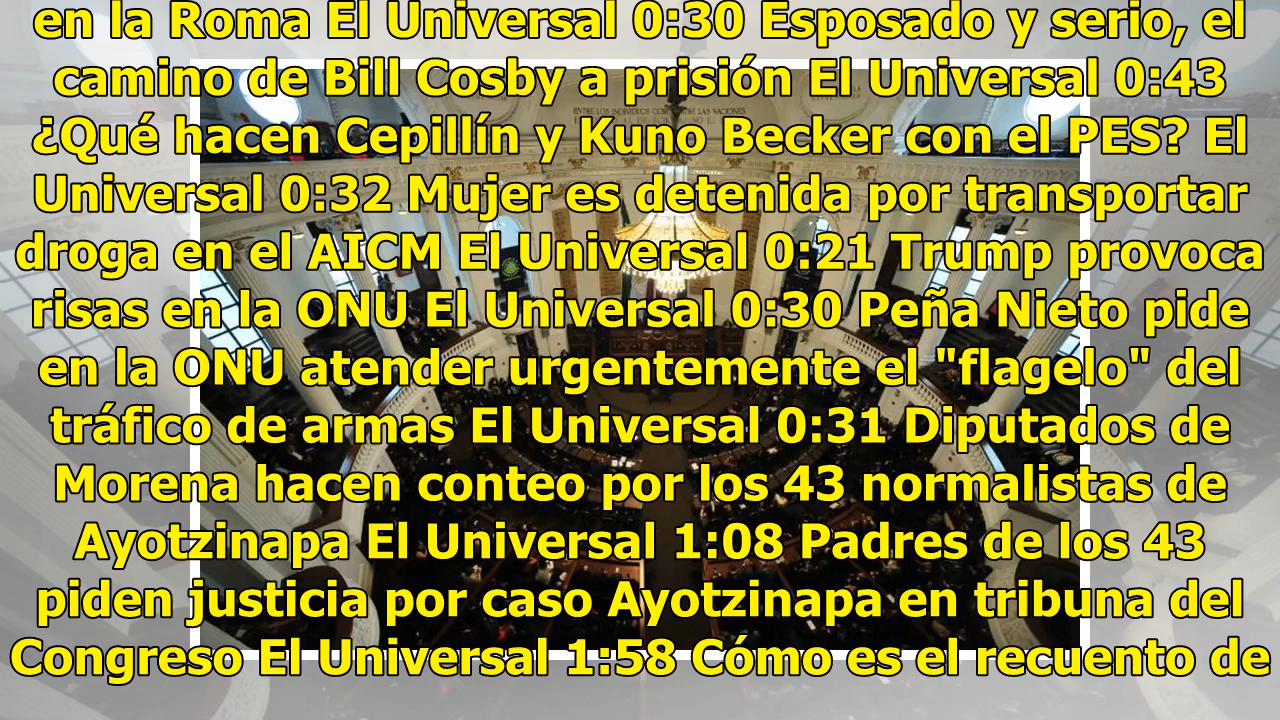 en la Roma El Universal 0:30 Esposado y serio, el
camino de Bill Cosby a prisión El Universal 0:43
¿Qué hacen Cepillín y Kuno Becker con el PES? El
Universal 0:32 Mujer es detenida por transportar
droga en el AICM El Universal 0:21 Trump provoca
risas en la ONU El Universal 0:30 Peña Nieto pide
en la ONU atender urgentemente el "flagelo" del
tráfico de armas El Universal 0:31 Diputados de
Morena hacen conteo por los 43 normalistas de
Ayotzinapa El Universal 1:08 Padres de los 43
piden justicia por caso Ayotzinapa en tribuna del
Congreso El Universal 1:58 Cómo es el recuento de